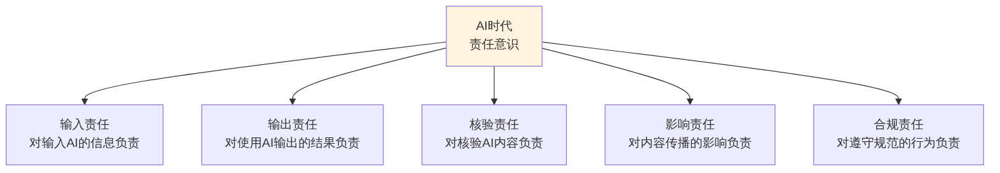 AI时代
责任意识
输入责任
对输入AI的信息负责
输出责任
对使用AI输出的结果负责
核验责任
对核验AI内容负责
影响责任
对内容传播的影响负责
合规责任
对遵守规范的行为负责